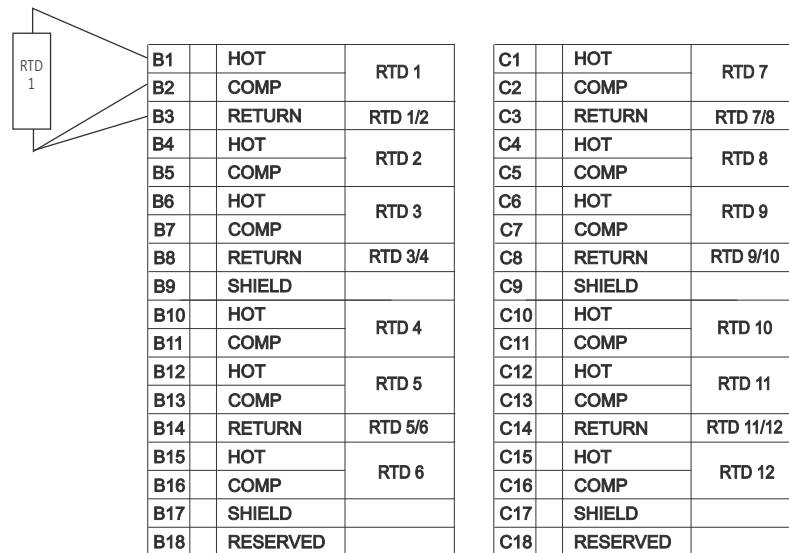 RTD
1
B1 HOT RTD 1
B2 COMP
B3 RETURN RTD 1/2
B4 HOT RTD 2
B5 COMP
B6 HOT RTD 3
B7 COMP
B8 RETURN RTD 3/4
B9 SHIELD
B10 HOT RTD 4
B11 COMP
B12 HOT RTD 5
B13 COMP
B14 RETURN RTD 5/6
B15 HOT RTD 6
B16 COMP
B17 SHIELD
B18 RESERVED
C1 HOT RTD 7
C2 COMP
C3 RETURN RTD 7/8
C4 HOT RTD 8
C5 COMP
C6 HOT RTD 9
C7 COMP
C8 RETURN RTD 9/10
C9 SHIELD
C10 HOT RTD 10
C11 COMP
C12 HOT RTD 11
C13 COMP
C14 RETURN RTD 11/12
C15 HOT RTD 12
C16 COMP
C17 SHIELD
C18 RESERVED